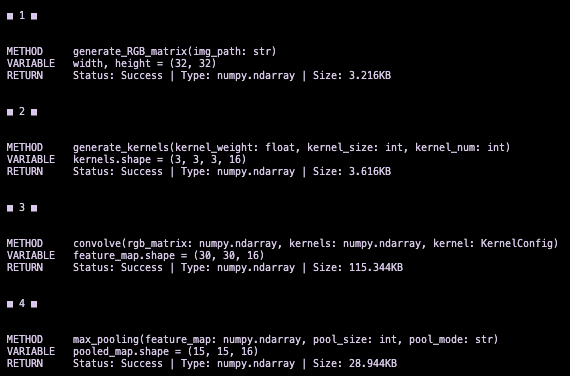 ■ 1 ■
METHOD generate_RGB_matrix(img_path: str)
VARIABLE width, height = (32, 32)
RETURN Status: Success | Type: numpy.ndarray | Size: 3.216KB
■ 2 ■
METHOD generate_kernels(kernel_weight: float, kernel_size: int, kernel_num: int)
VARIABLE kernels.shape = (3, 3, 3, 16)
RETURN Status: Success | Type: numpy.ndarray | Size: 3.616KB
■ 3 ■
METHOD convolve(rgb_matrix: numpy.ndarray, kernels: numpy.ndarray, kernel: KernelConfig)
VARIABLE feature_map.shape = (30, 30, 16)
RETURN Status: Success | Type: numpy.ndarray | Size: 115.344KB
■ 4 ■
METHOD max_pooling(feature_map: numpy.ndarray, pool_size: int, pool_mode: str)
VARIABLE pooled_map.shape = (15, 15, 16)
RETURN Status: Success | Type: numpy.ndarray | Size: 28.944KB